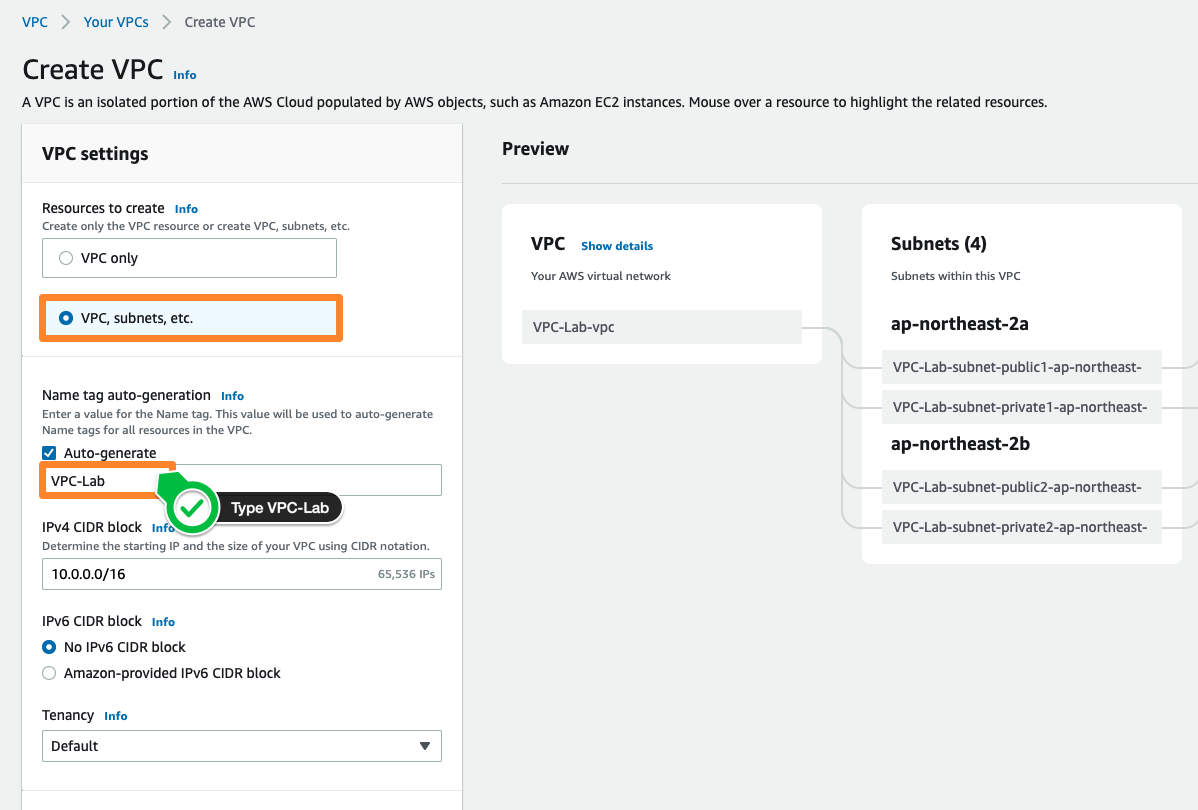 VPC > Your VPCs > Create VPC
Create VPC Info
A VPC is an isolated portion of the AWS Cloud populated by AWS objects, such as Amazon EC2 instances. Mouse over a resource to highlight the related resources.
VPC settings
Resources to create Info
Create only the VPC resource or create VPC, subnets, etc.
VPC only
VPC, subnets, etc.
Name tag auto-generation Info
Enter a value for the Name tag. This value will be used to auto-generate
Name tags for all resources in the VPC.
Auto-generate
VPC-Lab
Type VPC-Lab
IPv4 CIDR block Info
Determine the starting IP and the size of your VPC using CIDR notation.
10.0.0.0/16 65,536 IPs
IPv6 CIDR block Info
No IPv6 CIDR block
Amazon-provided IPv6 CIDR block
Tenancy Info
Default
Preview
VPC Show details
Your AWS virtual network
VPC-Lab-vpc
Subnets (4)
Subnets within this VPC
ap-northeast-2a
VPC-Lab-subnet-public1-ap-northeast-
VPC-Lab-subnet-private1-ap-northeast-
ap-northeast-2b
VPC-Lab-subnet-public2-ap-northeast-
VPC-Lab-subnet-private2-ap-northeast-